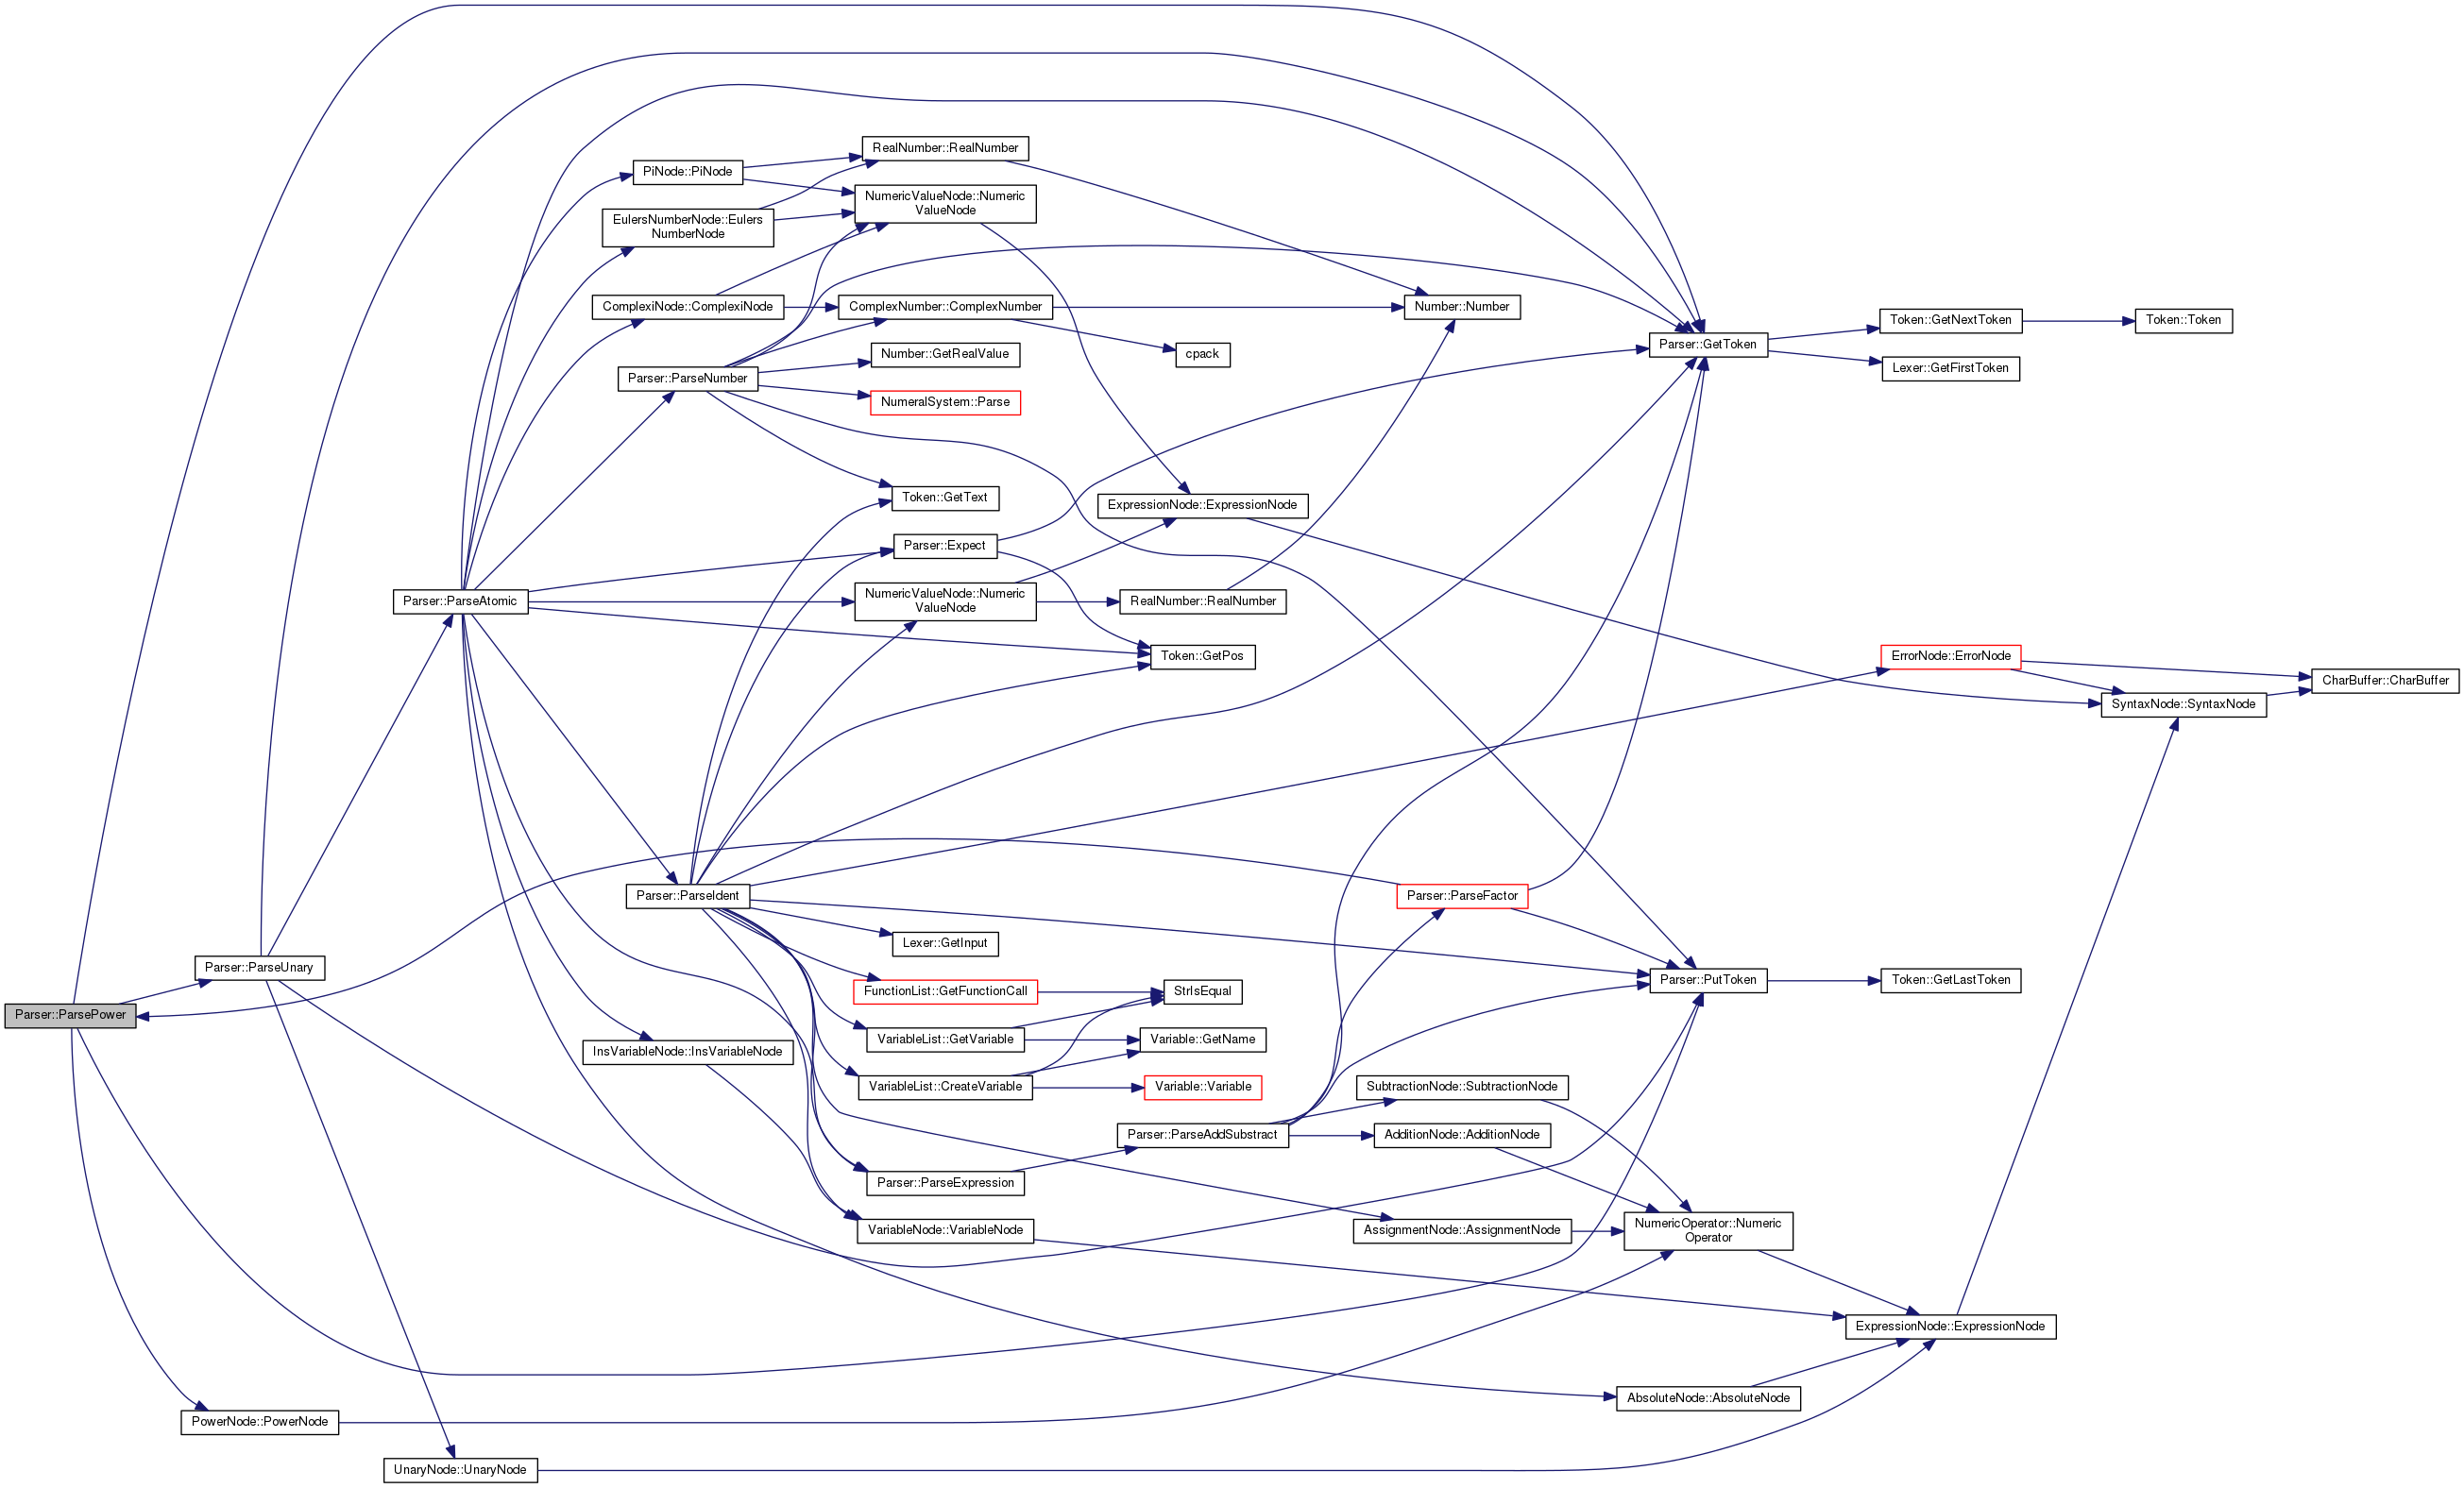 RealNumber::RealNumber
PiNode::PiNode
NumericValueNode::Numeric
ValueNode
EulersNumberNode::Eulers
NumberNode
ComplexiNode::ComplexiNode
ComplexNumber::ComplexNumber
Number::Number
Token::GetNextToken
Token::Token
Parser::GetToken
Number::GetRealValue
cpack
Lexer::GetFirstToken
Parser::ParseNumber
NumeralSystem::Parse
Token::GetText
ExpressionNode::ExpressionNode
Parser::Expect
Parser::ParseAtomic
NumericValueNode::Numeric
ValueNode
RealNumber::RealNumber
Token::GetPos
ErrorNode::ErrorNode
CharBuffer::CharBuffer
SyntaxNode::SyntaxNode
Parser::ParseIdent
Parser::ParseFactor
Lexer::GetInput
Parser::ParseUnary
Parser::PutToken
Token::GetLastToken
FunctionList::GetFunctionCall
StrIsEqual
Parser::ParsePower
VariableList::GetVariable
Variable::GetName
InsVariableNode::InsVariableNode
VariableList::CreateVariable
Variable::Variable
SubtractionNode::SubtractionNode
Parser::ParseAddSubstract
AdditionNode::AdditionNode
Parser::ParseExpression
VariableNode::VariableNode
AssignmentNode::AssignmentNode
NumericOperator::Numeric
Operator
ExpressionNode::ExpressionNode
AbsoluteNode::AbsoluteNode
PowerNode::PowerNode
UnaryNode::UnaryNode